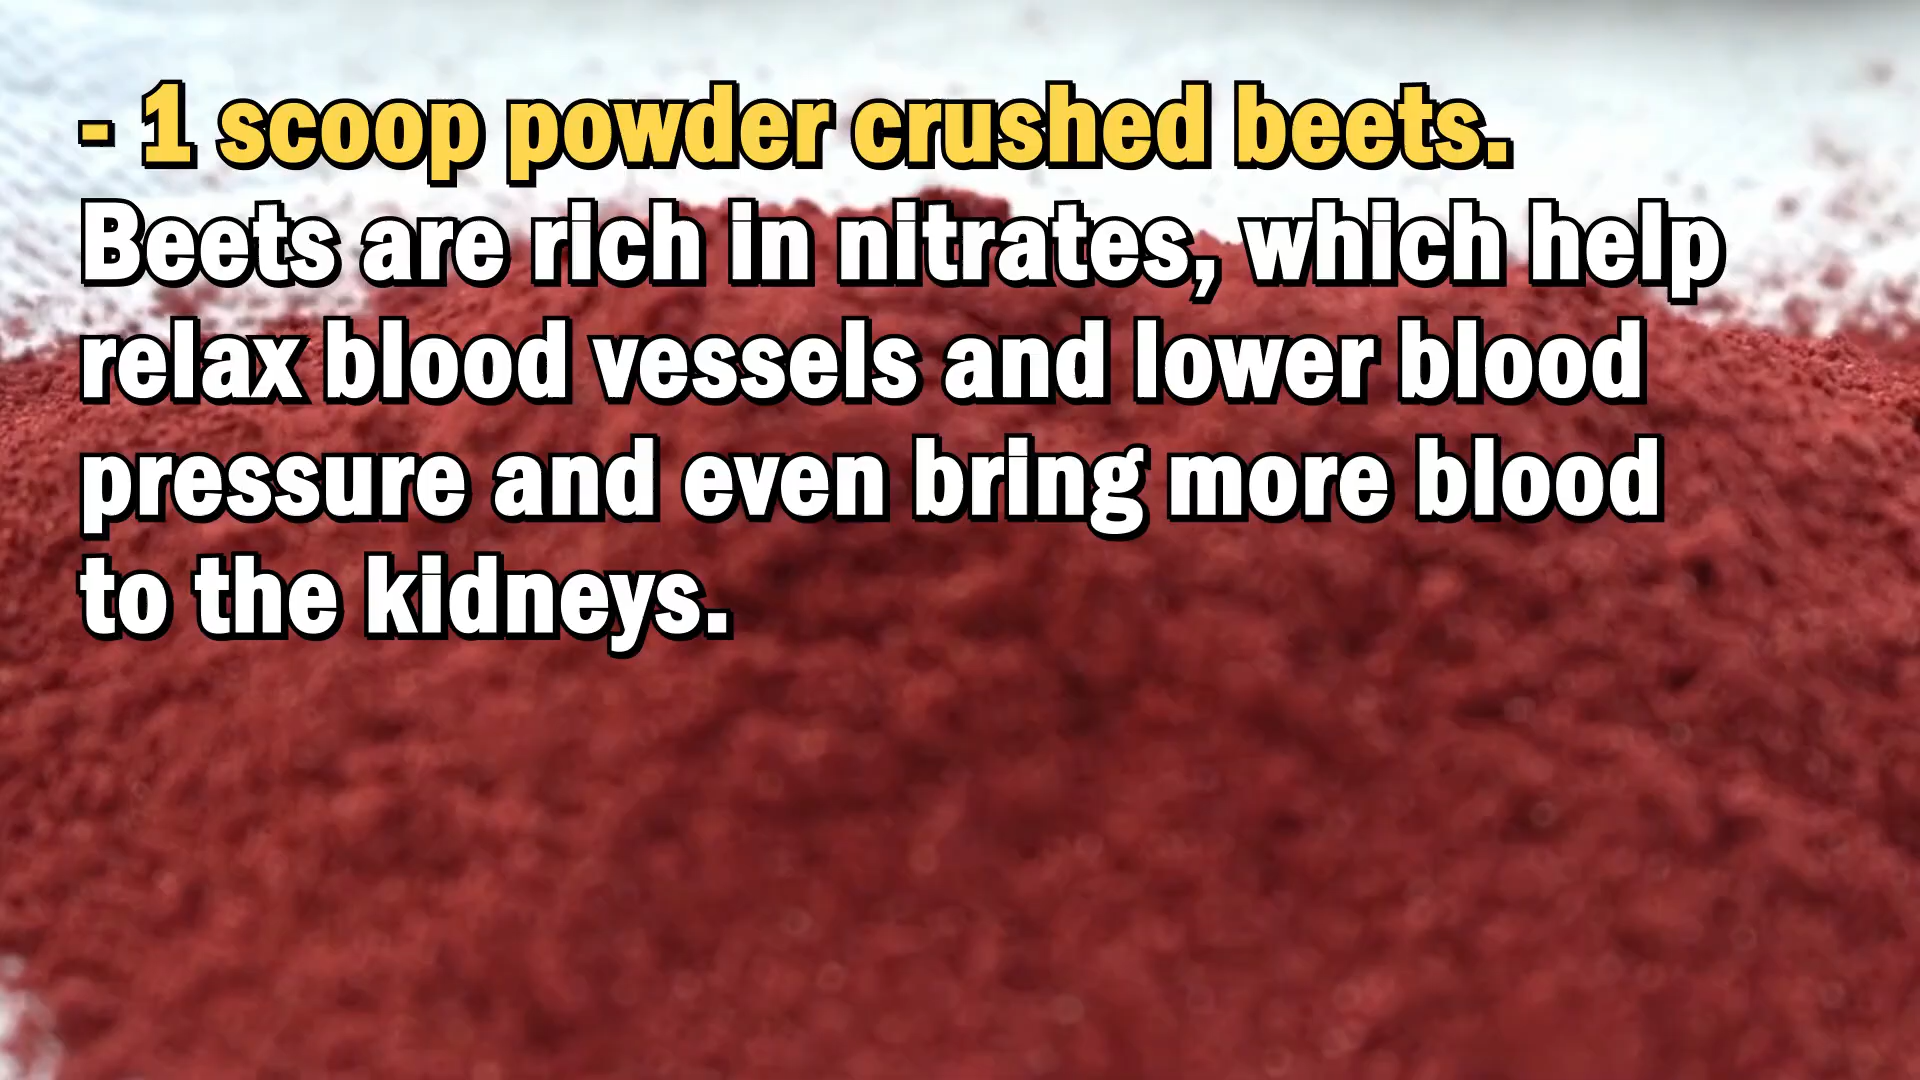 - 1 scoop powder crushed beets.
Beets are rich in nitrates, which help
relax blood vessels and lower blood
pressure and even bring more blood
to the kidneys.